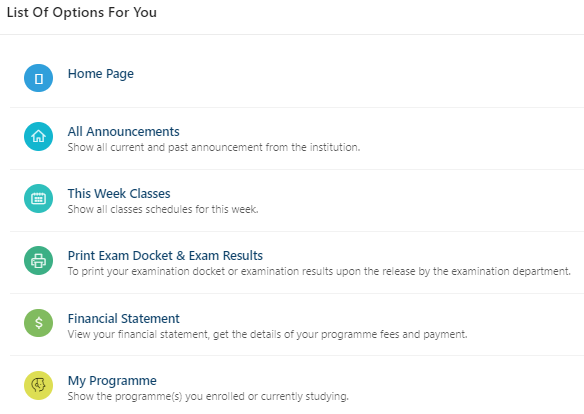 List Of Options For You
Home Page
All Announcements
Show all current and past announcement from the institution.
This Week Classes
Show all classes schedules for this week.
Print Exam Docket & Exam Results
To print your examination docket or examination results upon the release by the examination department.
Financial Statement
View your financial statement, get the details of your programme fees and payment.
My Programme
Show the programme(s) you enrolled or currently studying.